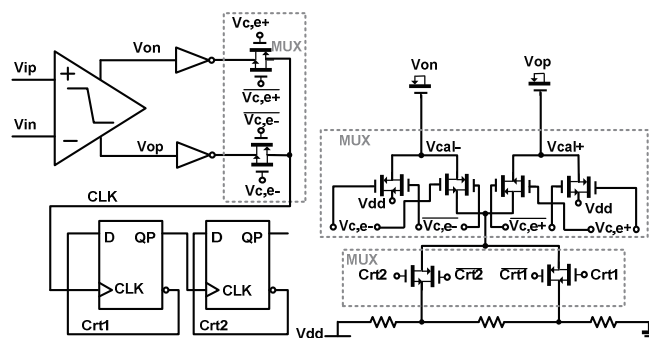 Vc,e+
MUX
Von
Vip
Vc,e+
Vin
Vc,e-
Vop
Vc,e-
CLK
D QP
CLK
Crt1
D QP
CLK
Crt2
Von
Vop
MUX
Vcal-
Vcal+
Vdd
Vdd
Vc,e-
Vc,e-
Vc,e+
Vc,e+
MUX
Crt2
Crt2
Crt1
Crt1
Vdd